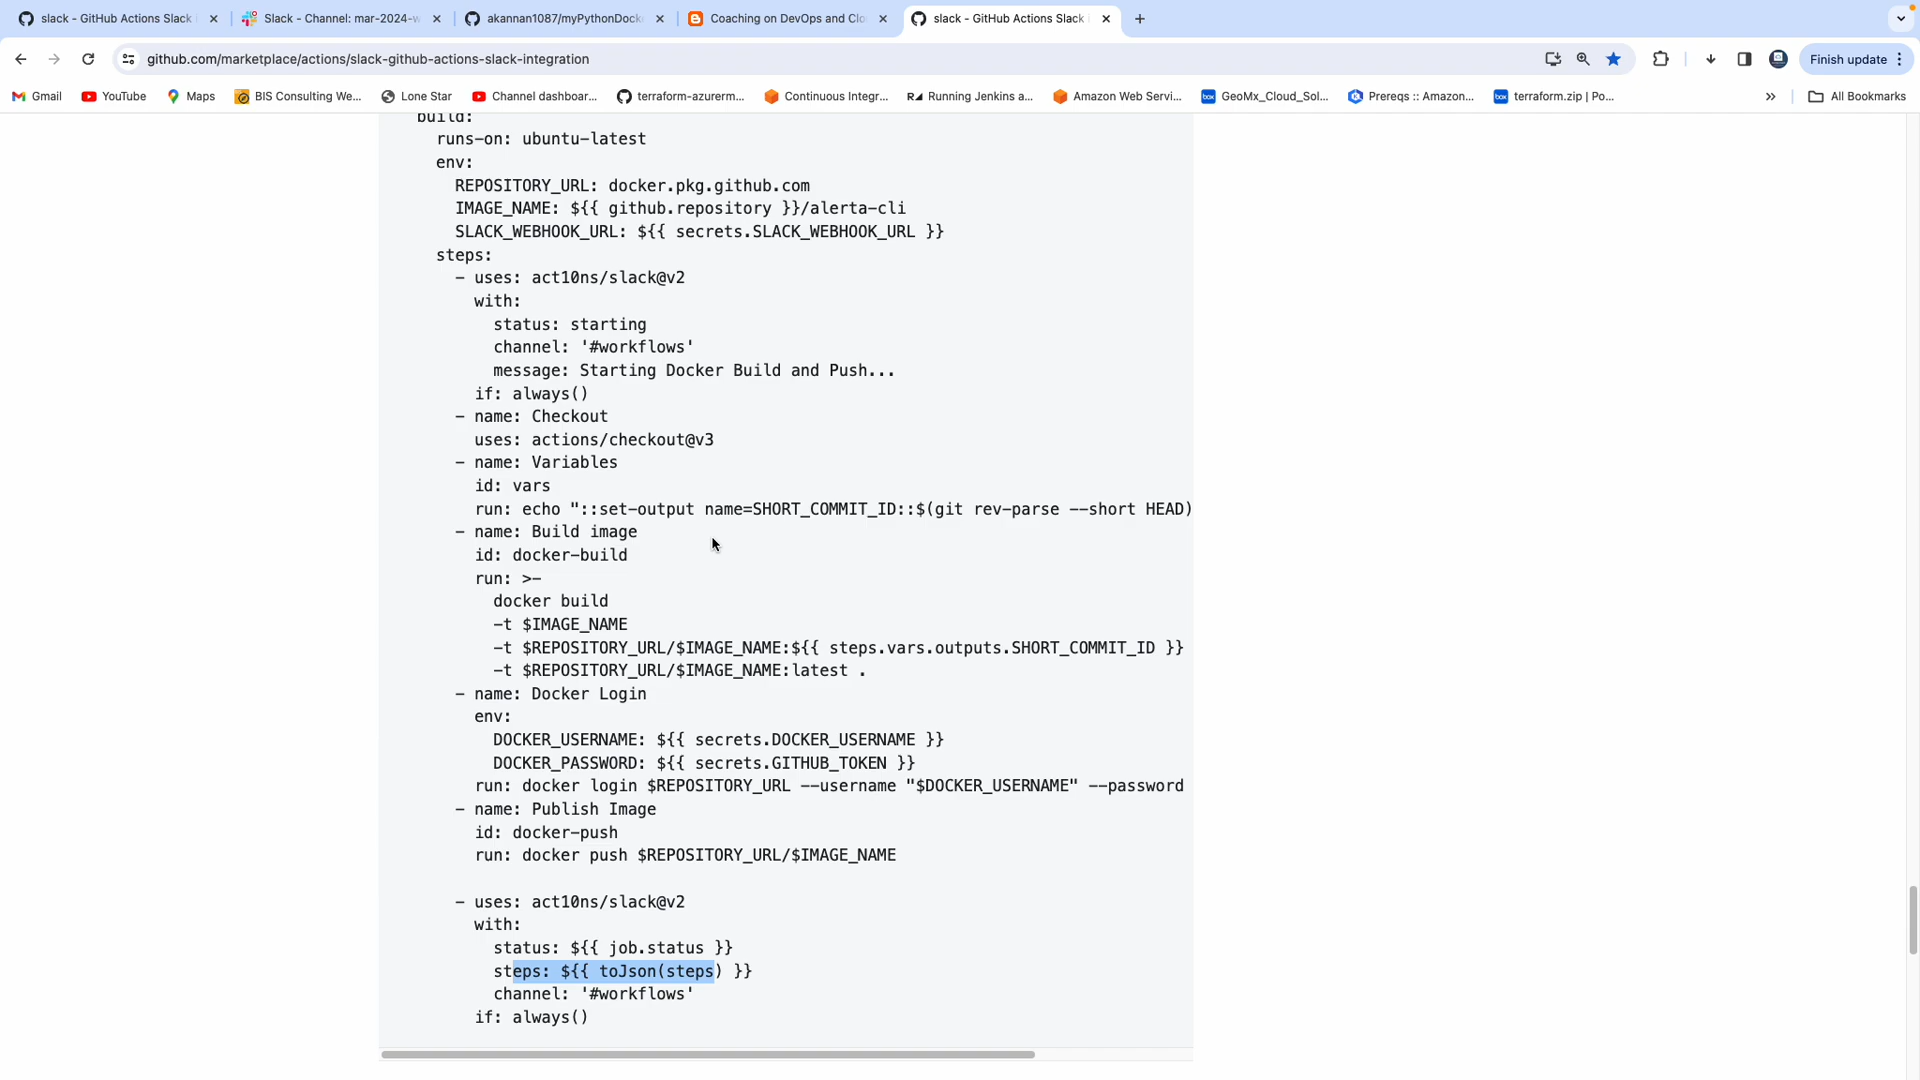 slack - GitHub Actions Slack
Slack - Channel: mar-2024-w
akannan1087/myPythonDock
Coaching on DevOps and Clo
slack - GitHub Actions Slack
github.com/marketplace/actions/slack-github-actions-slack-integration
Finish update
Gmail
YouTube
Maps
BIS Consulting We...
Lone Star
Channel dashboar...
terraform-azurerm...
Continuous Integr...
Running Jenkins a...
Amazon Web Servi...
GeoMx_Cloud_Sol...
Prereqs :: Amazon...
terraform.zip | Po...
»
All Bookmarks
build:
runs-on: ubuntu-latest
env:
REPOSITORY_URL: docker.pkg.github.com
IMAGE_NAME: ${{ github.repository }}/alerta-cli
SLACK_WEBHOOK_URL: ${{ secrets.SLACK_WEBHOOK_URL }}
steps:
- uses: act10ns/slack@v2
with:
status: starting
channel: '#workflows'
message: Starting Docker Build and Push...
if: always()
- name: Checkout
uses: actions/checkout@v3
- name: Variables
id: vars
run: echo "::set-output name=SHORT_COMMIT_ID::$(git rev-parse --short HEAD)
- name: Build image
id: docker-build
run: >-
docker build
-t $IMAGE_NAME
-t $REPOSITORY_URL/$IMAGE_NAME:${{ steps.vars.outputs.SHORT_COMMIT_ID }}
-t $REPOSITORY_URL/$IMAGE_NAME:latest .
- name: Docker Login
env:
DOCKER_USERNAME: ${{ secrets.DOCKER_USERNAME }}
DOCKER_PASSWORD: ${{ secrets.GITHUB_TOKEN }}
run: docker login $REPOSITORY_URL --username "$DOCKER_USERNAME" --password
- name: Publish Image
id: docker-push
run: docker push $REPOSITORY_URL/$IMAGE_NAME
- uses: act10ns/slack@v2
with:
status: ${{ job.status }}
steps: ${{ toJson(steps) }}
channel: '#workflows'
if: always()